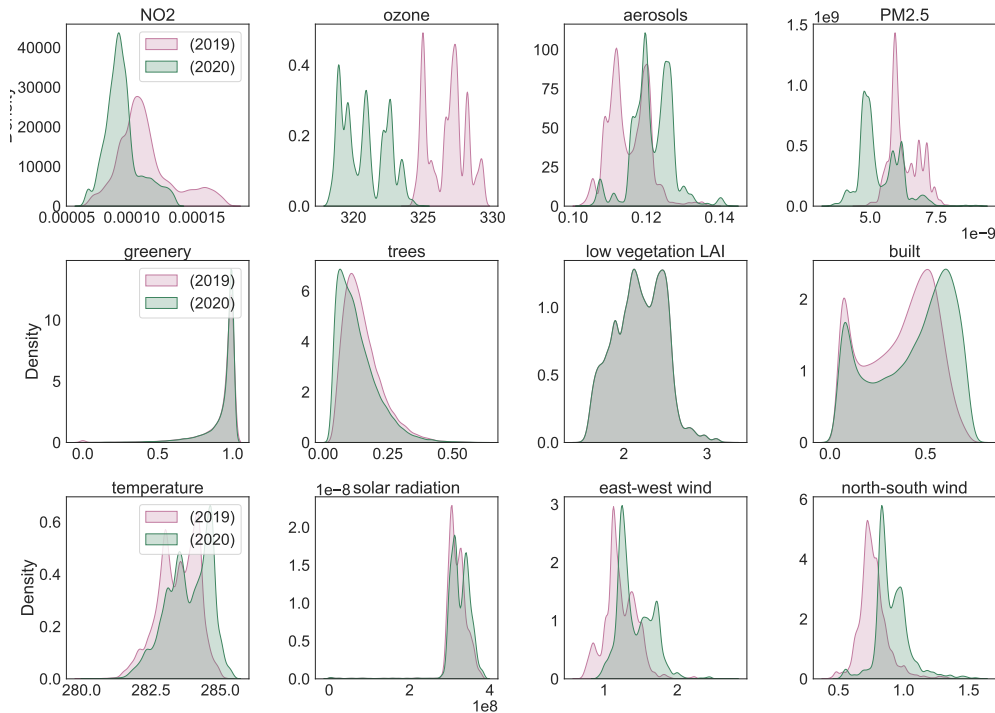 NO2 ozone aerosols PM2.5
1e9
(2019)
(2020)
Density
40000 30000 20000 10000 0
0.00005 0.00010 0.00015
0.4 0.2 0.0
320 325 330
100 75 50 25 0
0.10 0.12 0.14
1.5 1.2 0.9 0.6 0.3 0.0
5.0 7.5
1e−9
greenery trees low vegetation LAI built
(2019)
(2020)
Density
10 5 0
0.0 0.5 1.0
6 4 2 0
0.00 0.25 0.50
1.0 0.5 0.0
2 3
2 1 0
0.0 0.5
temperature 1e−8 solar radiation east-west wind north-south wind
(2019)
(2020)
Density
0.6 0.4 0.2 0.0
280.0 282.5 285.0
2.0 1.5 1.0 0.5 0.0
0 2 4
1e8
3 2 1 0
1 2
6 4 2 0
0.5 1.0 1.5